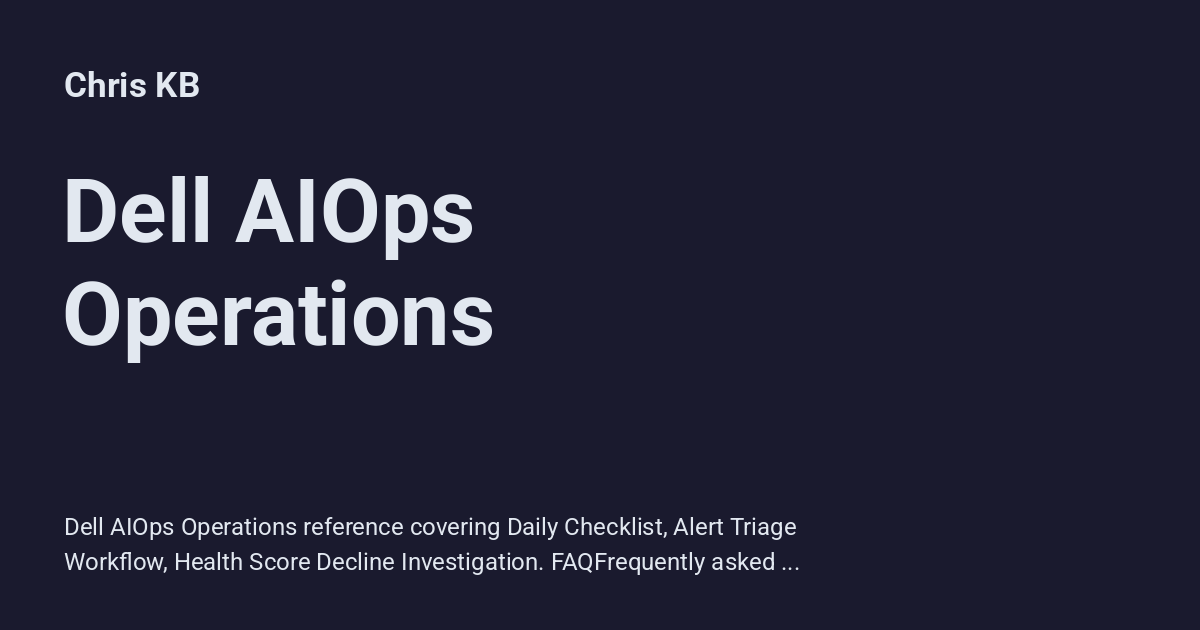 Chris KB
Dell AIOps
Operations
Dell AIOps Operations reference covering Daily Checklist, Alert Triage
Workflow, Health Score Decline Investigation. FAQFrequently asked ...